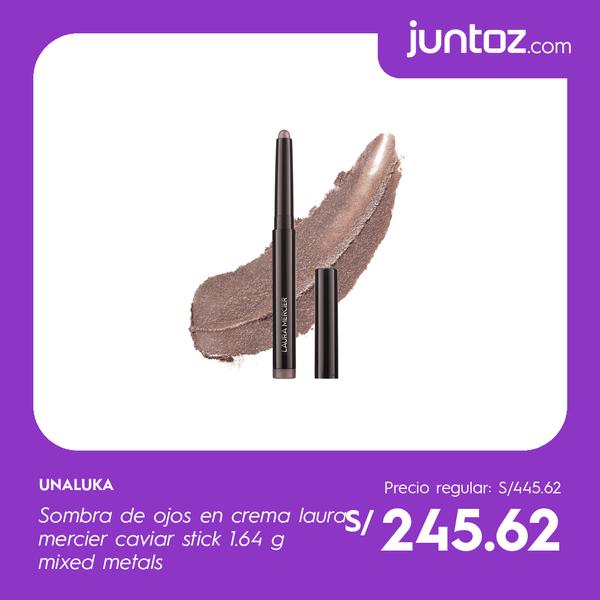 juntoz.com
LAURA MERCIER
UNALUKA
Sombra de ojos en crema laura
mercier caviar stick 1.64 g
mixed metals
Precio regular: S/445.62
S/ 245.62